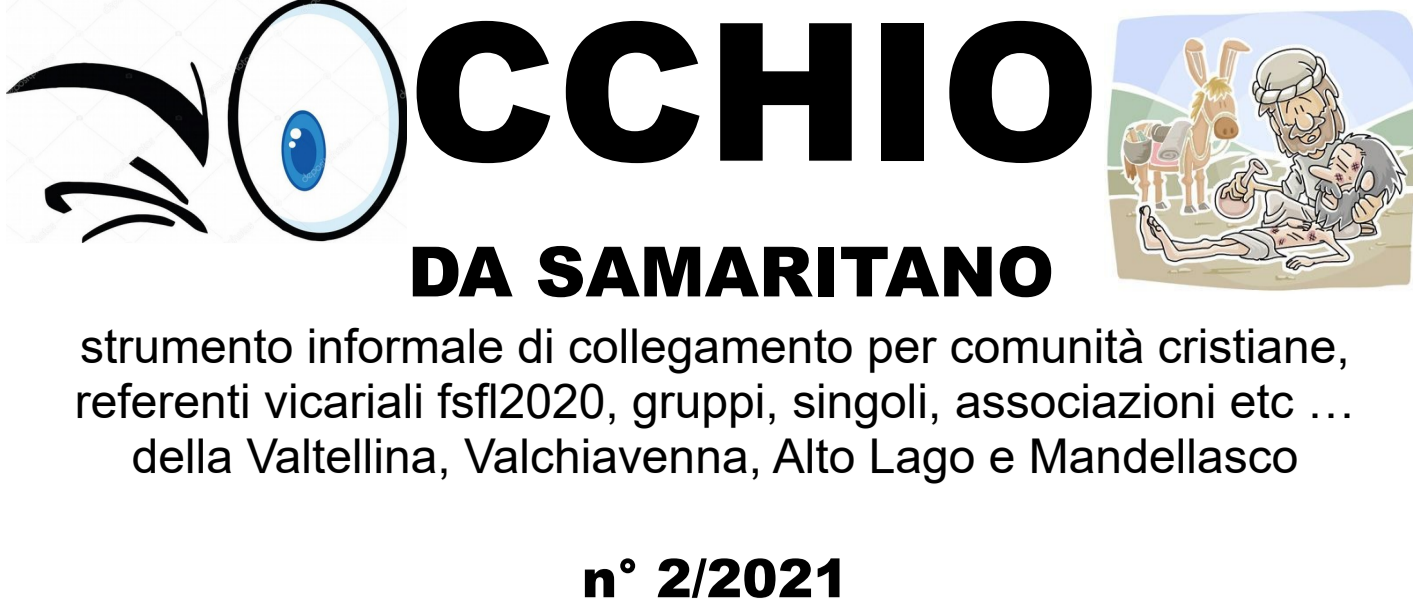 OCCHIO
DA SAMARITANO
strumento informale di collegamento per comunità cristiane,
referenti vicariali fsfl2020, gruppi, singoli, associazioni etc …
della Valtellina, Valchiavenna, Alto Lago e Mandellasco
n° 2/2021